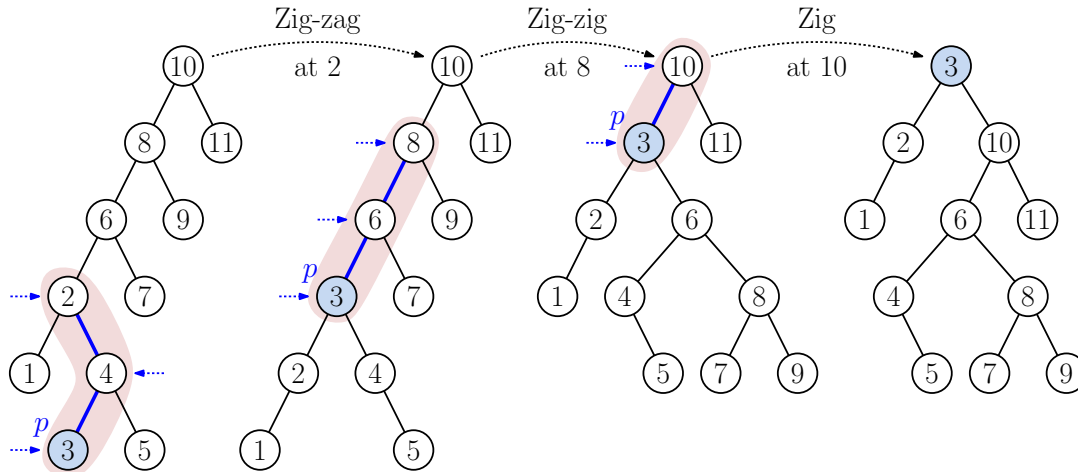 Zig-zag Zig-zig Zig
at 2 at 8 at 10
10 10 10 3
8 11 8 11 p 3 11 2 10
6 9 6 9 2 6 1 6 11
2 7 p 3 7 1 4 8 4 8
1 4 2 4 5 7 9 5 7 9
p 3 5 1 5